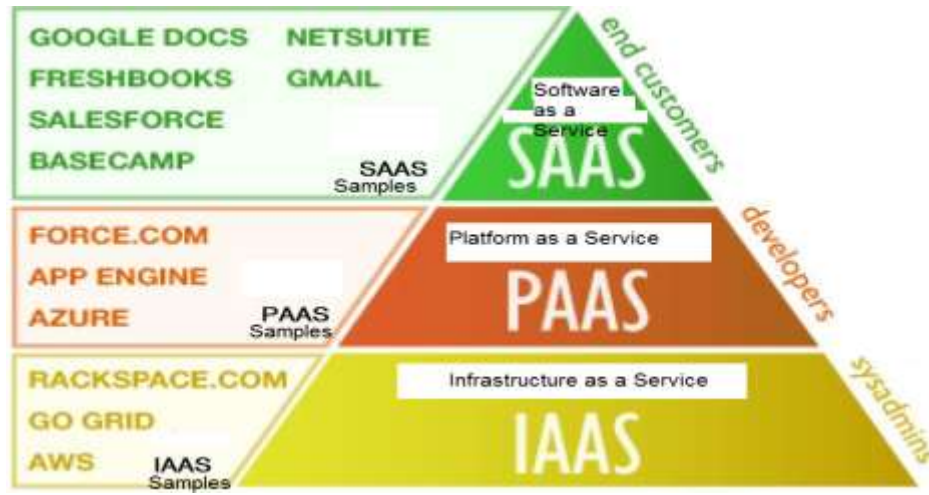 GOOGLE DOCS NETSUITE
FRESHBOOKS GMAIL
SALESFORCE
BASECAMP
SAAS
Samples
Software
as a
Service
SAAS
end customers
FORCE.COM
APP ENGINE
AZURE
PAAS
Samples
Platform as a Service
PAAS
developers
RACKSPACE.COM
GO GRID
AWS
IAAS
Samples
Infrastructure as a Service
IAAS
sysadmins